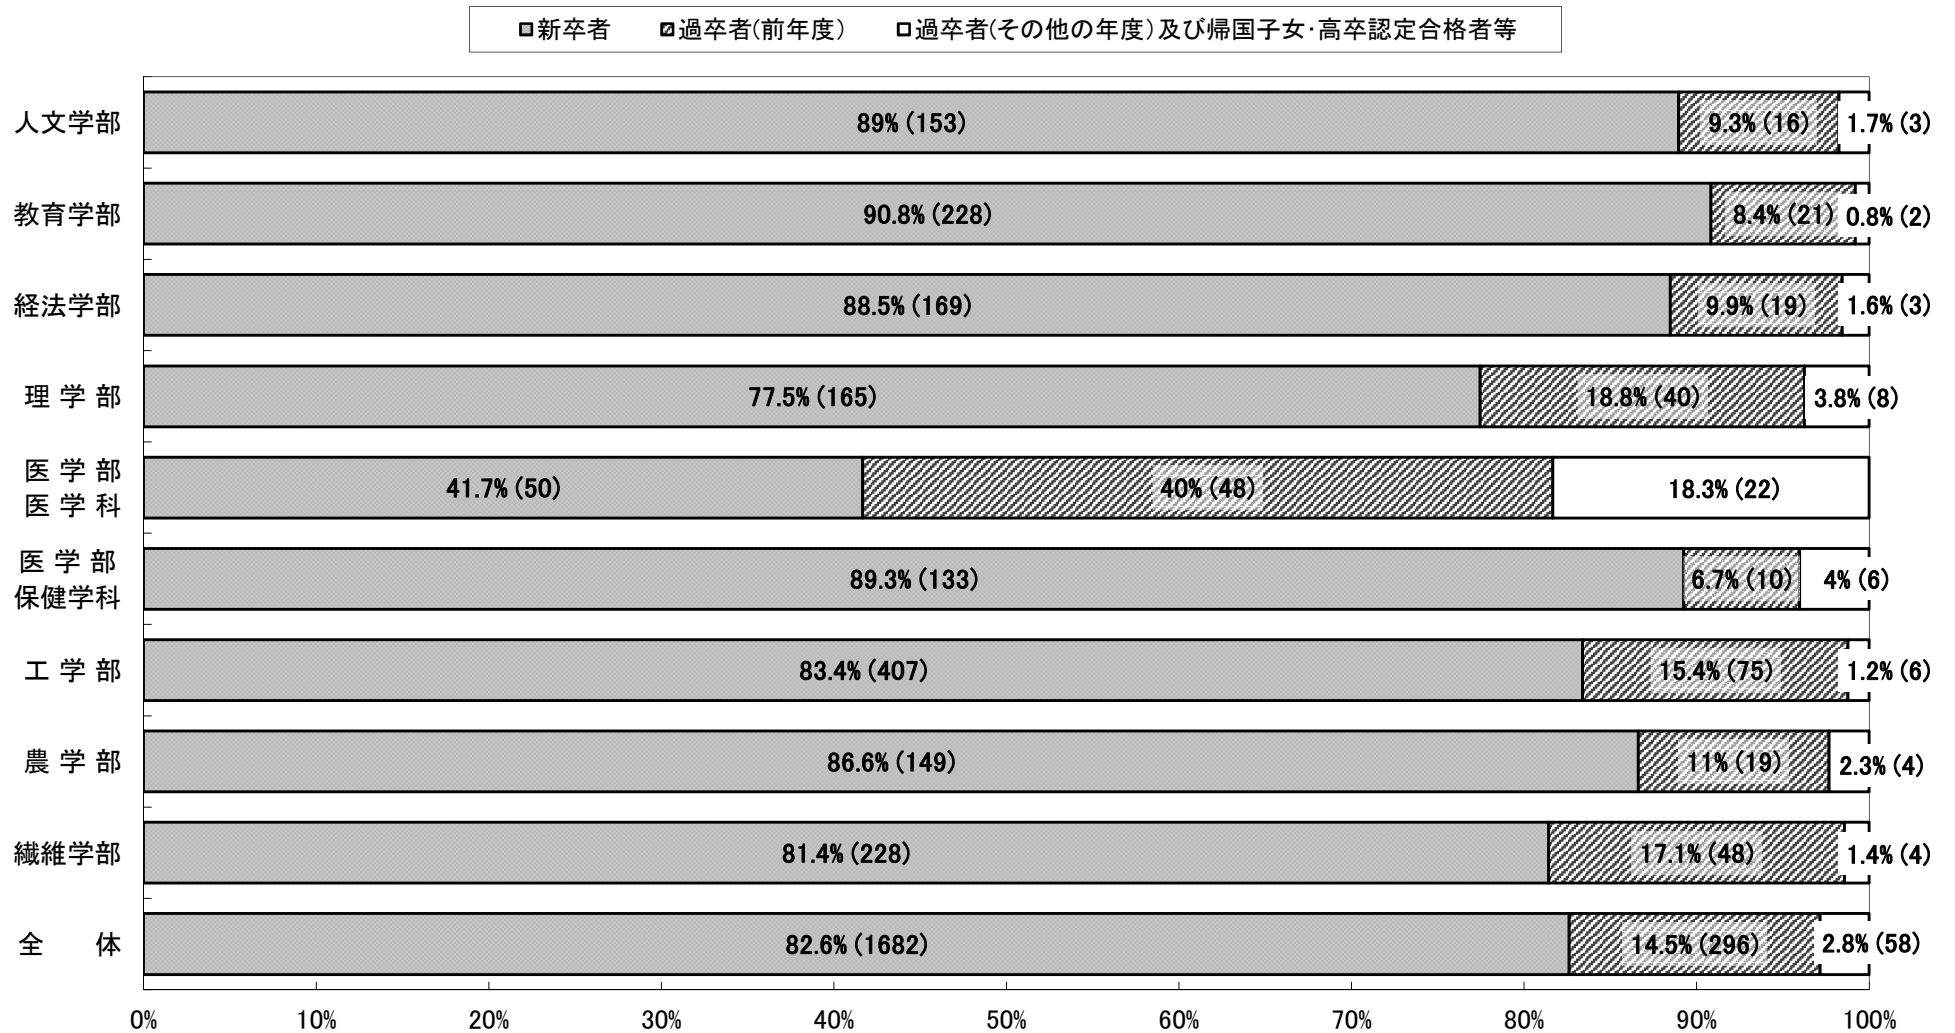 新卒者 過卒者(前年度) 過卒者(その他の年度)及び帰国子女・高卒認定合格者等
人文学部 89% (153) 9.3% (16) 1.7% (3)
教育学部 90.8% (228) 8.4% (21) 0.8% (2)
経法学部 88.5% (169) 9.9% (19) 1.6% (3)
理学部 77.5% (165) 18.8% (40) 3.8% (8)
医学部
医学科 41.7% (50) 40% (48) 18.3% (22)
医学部
保健学科 89.3% (133) 6.7% (10) 4% (6)
工学部 83.4% (407) 15.4% (75) 1.2% (6)
農学部 86.6% (149) 11% (19) 2.3% (4)
繊維学部 81.4% (228) 17.1% (48) 1.4% (4)
全 体 82.6% (1682) 14.5% (296) 2.8% (58)
0% 10% 20% 30% 40% 50% 60% 70% 80% 90% 100%